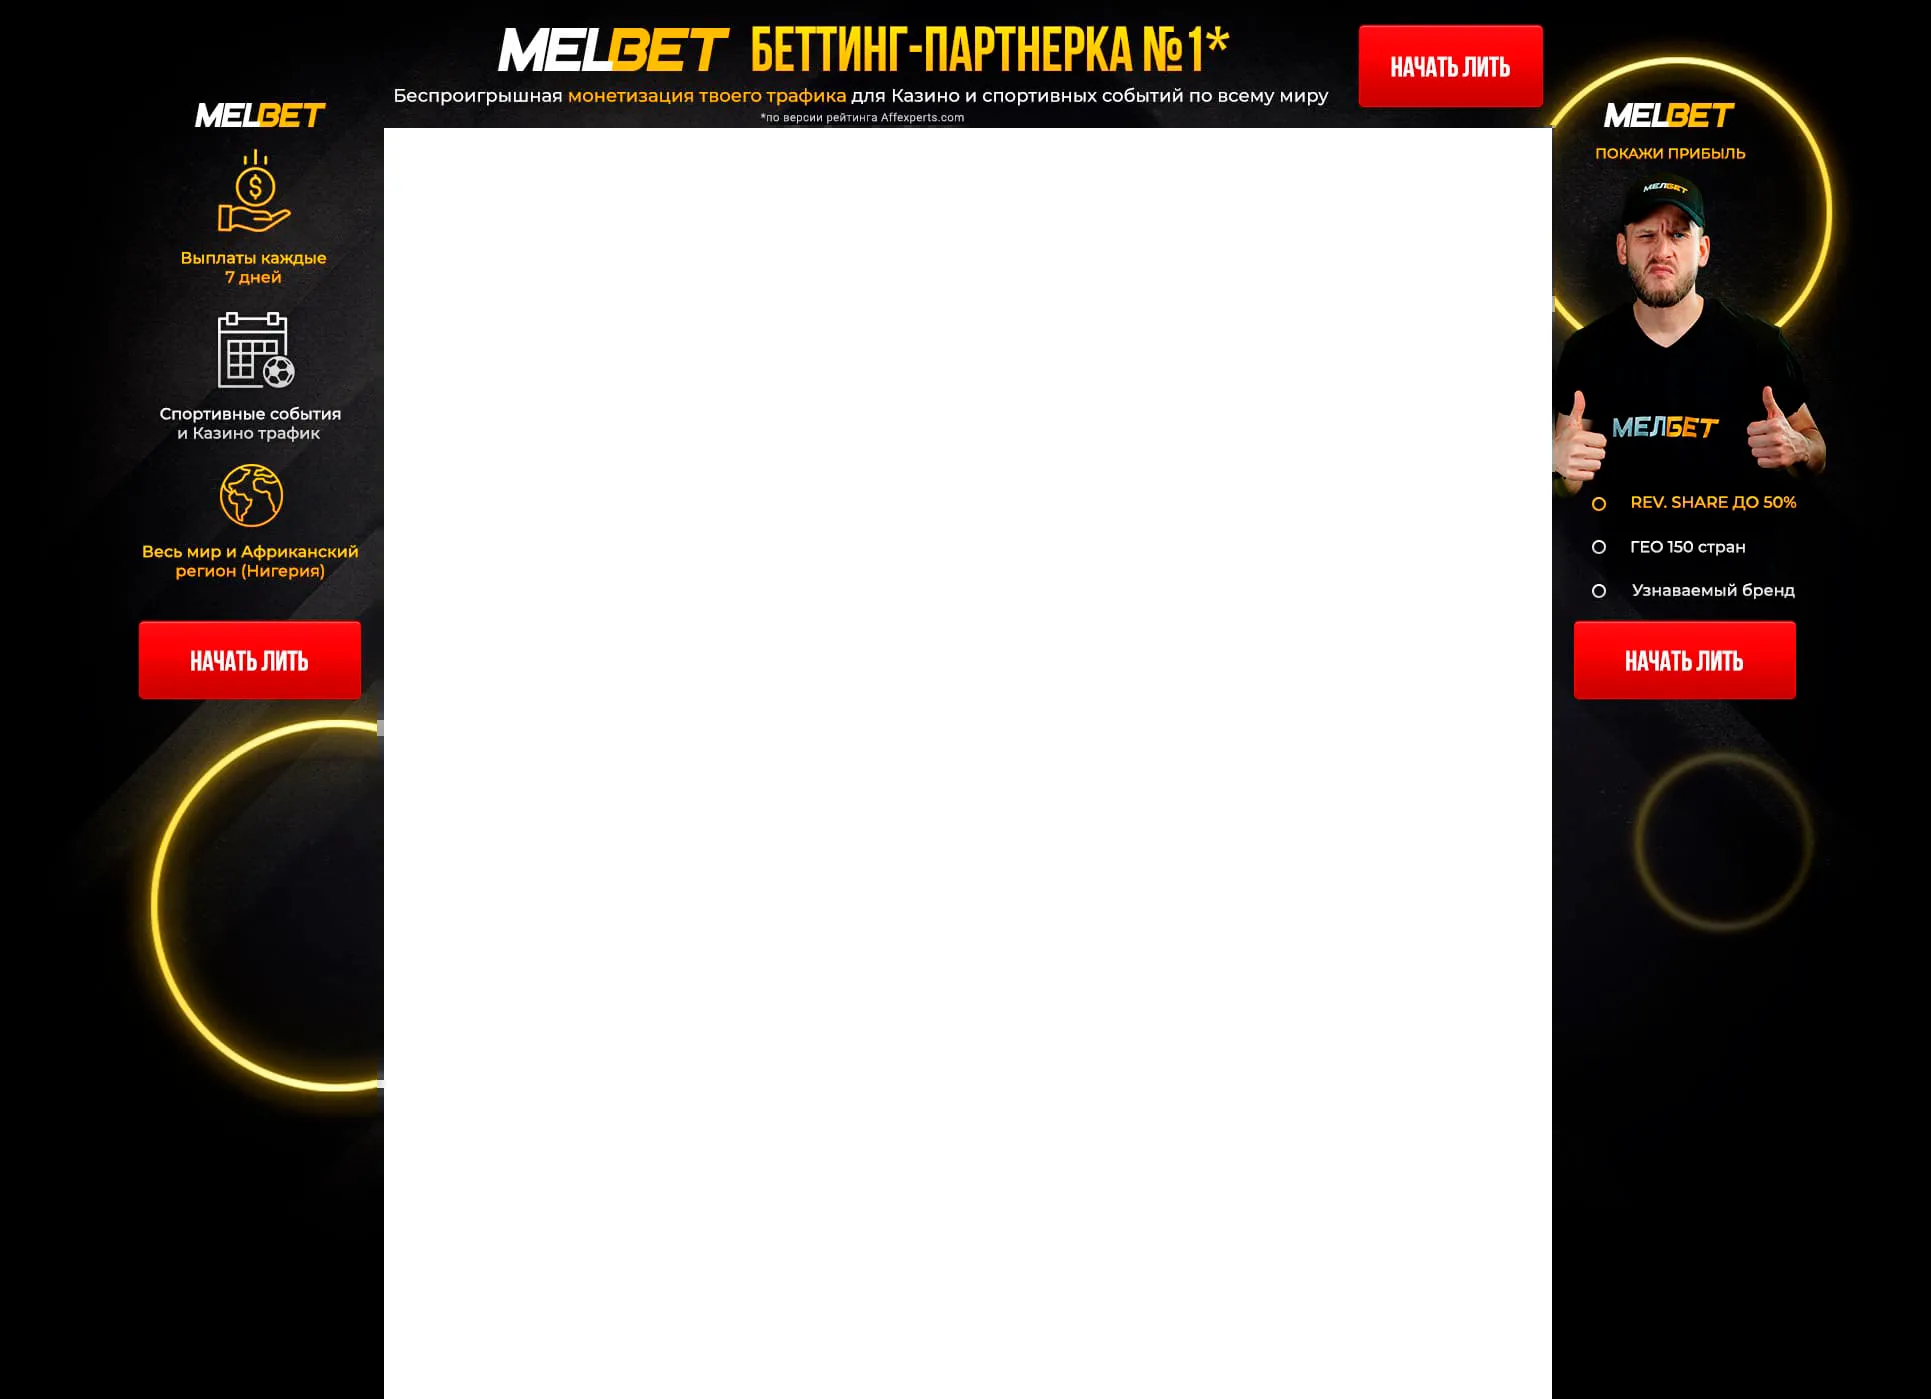 MELBET БЕТТИНГ-ПАРТНЕРКА №1*
Беспроигрышная монетизация твоего трафика для Казино и спортивных событий по всему миру
*по версии рейтинга Affexperts.com
НАЧАТЬ ЛИТЬ
MELBET
Выплаты каждые
7 дней
Спортивные события
и Казино трафик
Весь мир и Африканский
регион (Нигерия)
НАЧАТЬ ЛИТЬ
MELBET
ПОКАЖИ ПРИБЫЛЬ
МЕЛБЕТ
МЕЛБЕТ
REV. SHARE ДО 50%
ГЕО 150 стран
Узнаваемый бренд
НАЧАТЬ ЛИТЬ